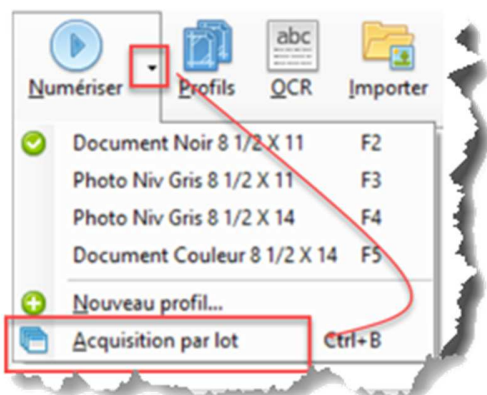 abc
Numériser Profils OCR Importer
Document Noir 8 1/2 X 11 F2
Photo Niv Gris 8 1/2 X 11 F3
Photo Niv Gris 8 1/2 X 14 F4
Document Couleur 8 1/2 X 14 F5
Nouveau profil...
Acquisition par lot Ctrl+B